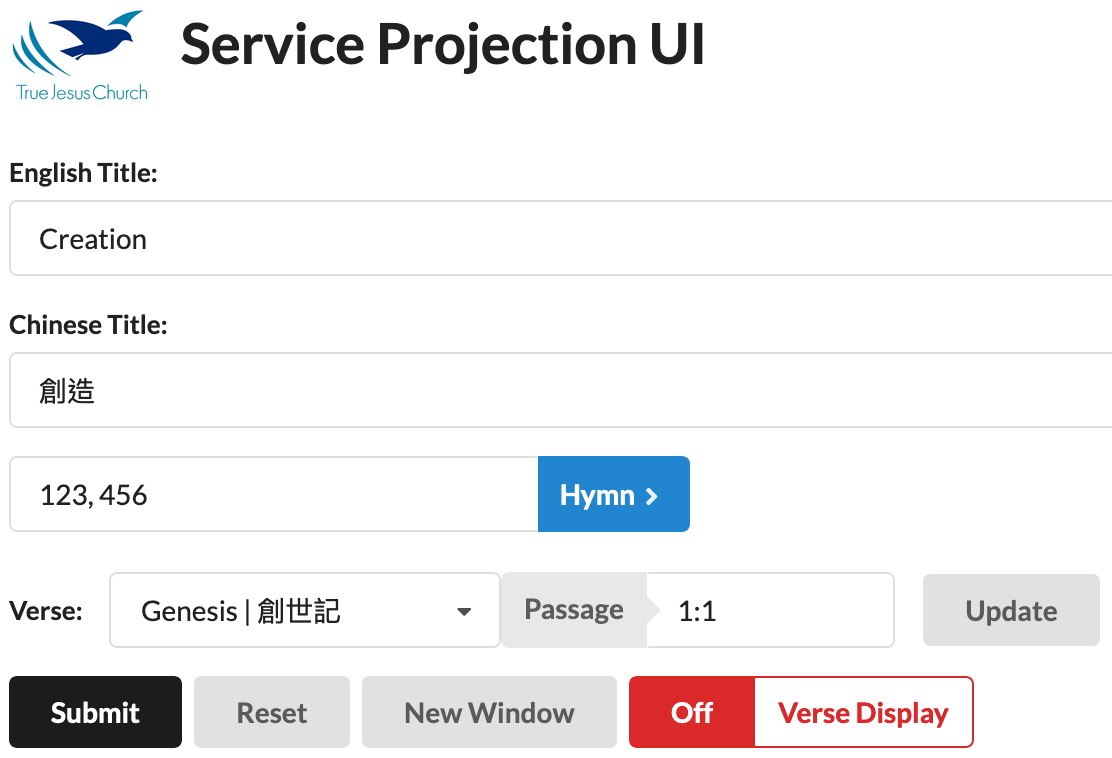 Service Projection UI
True Jesus Church
English Title:
Creation
Chinese Title:
創造
123, 456 Hymn
Verse: Genesis | 創世記 Passage 1:1 Update
Submit Reset New Window Off Verse Display